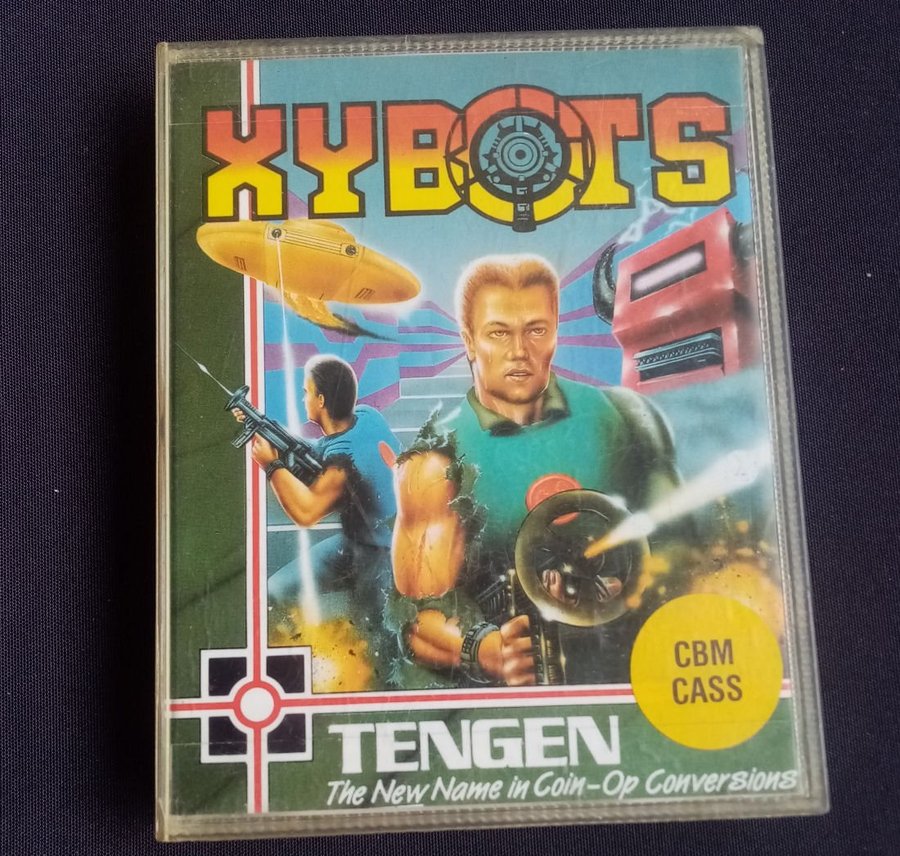 XYBOTS
CBM
CASS
TENGEN
The New Name in Coin-Op Conversions